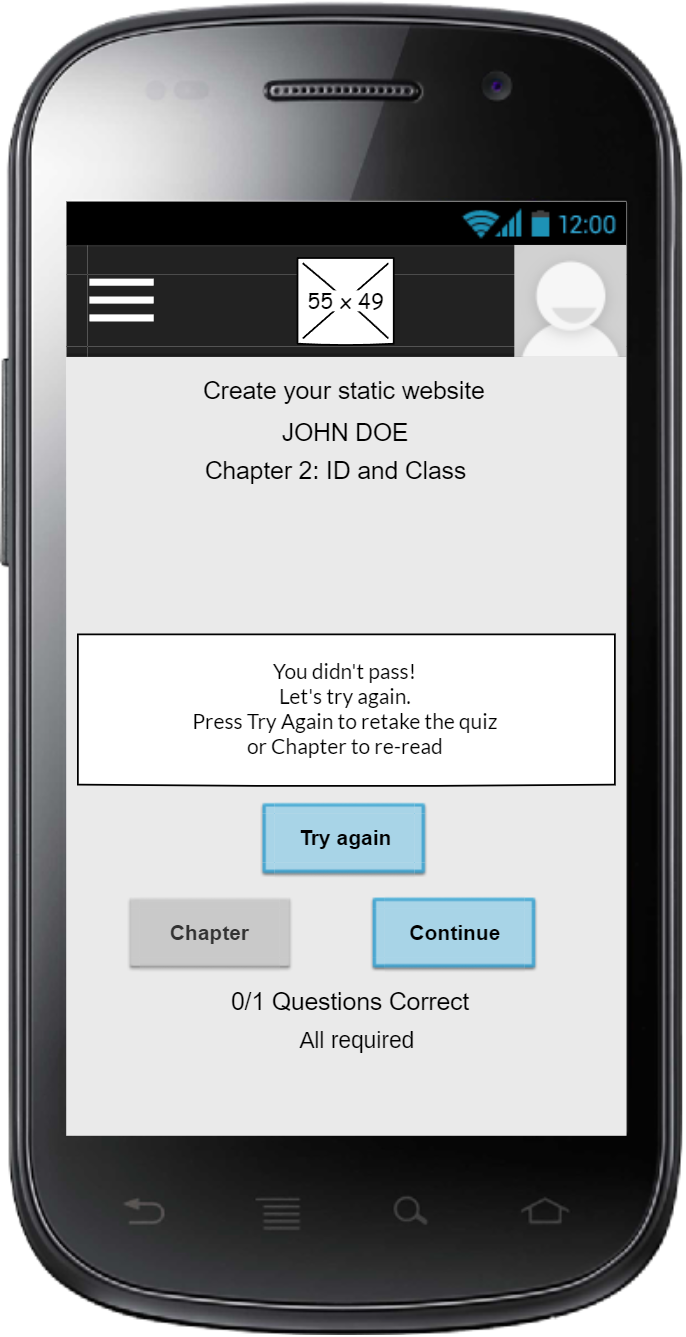 12:00
55 x 49
Create your static website
JOHN DOE
Chapter 2: ID and Class
You didn't pass!
Let's try again.
Press Try Again to retake the quiz
or Chapter to re-read
Try again
Chapter
Continue
0/1 Questions Correct
All required